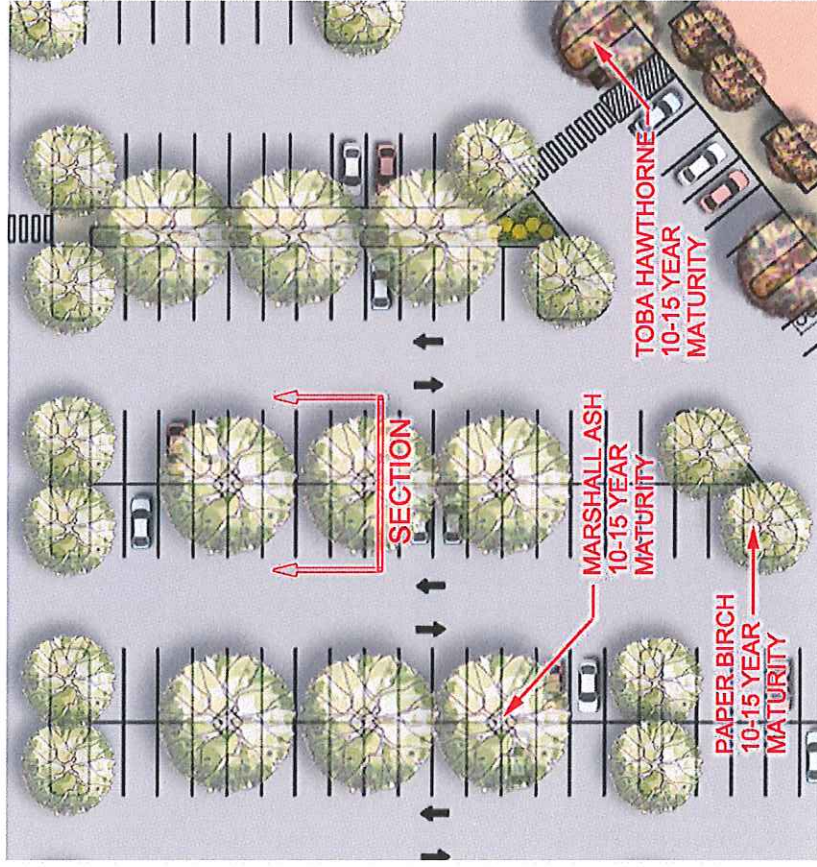 SECTION
TOBA HAWTHORNE
10-15 YEAR
MATURITY
MARSHALL ASH
10-15 YEAR
MATURITY
PAPER BIRCH
10-15 YEAR
MATURITY